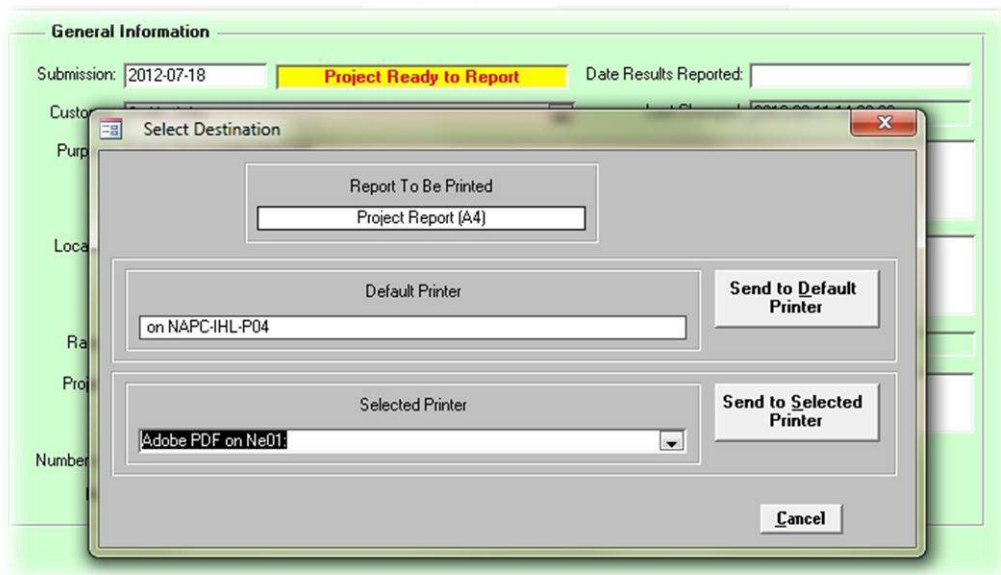 General Information
Submission: 2012-07-18 Project Ready to Report Date Results Reported:
Select Destination
Report To Be Printed
Project Report (A4)
Default Printer
on NAPC-IHL-P04
Send to Default
Printer
Selected Printer
Adobe PDF on Ne01:
Send to Selected
Printer
Number
Cancel